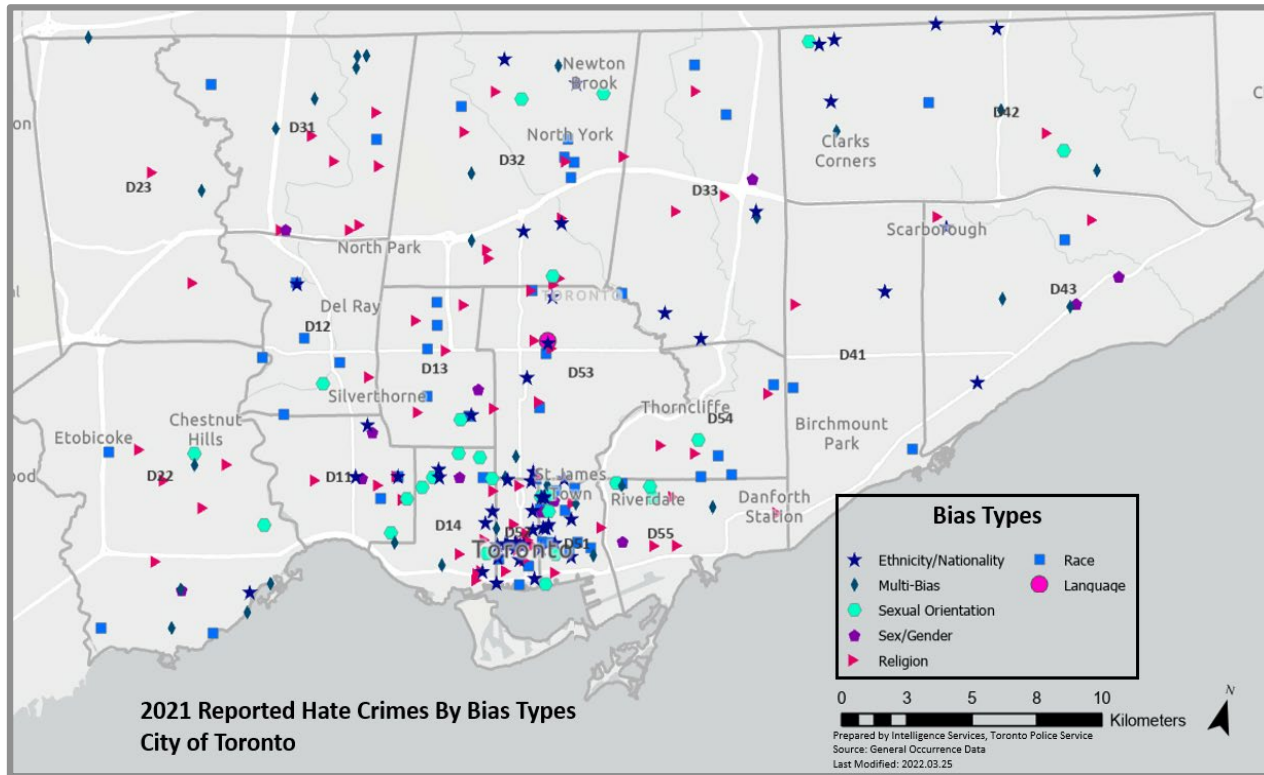 Newton
Brook
D42
D31
North York
Clarks
Corners
D32
D23
D33
Scarborough
North Park
TORONTO
Del Ray
D43
D12
D41
D13
D53
Silverthorne
Thorncliffe
D54
Chestnut
Hills
Etobicoke
Birchmount
Park
D22
D11
St. James
Town
Riverdale
Danforth
Station
D14
D55
D51
Toronto
Bias Types
Ethnicity/Nationality
Race
Multi-Bias
Language
Sexual Orientation
Sex/Gender
Religion
2021 Reported Hate Crimes By Bias Types
City of Toronto
0 3 5 8 10
Kilometers
N
Prepared by Intelligence Services, Toronto Police Service
Source: General Occurrence Data
Last Modified: 2022.03.25